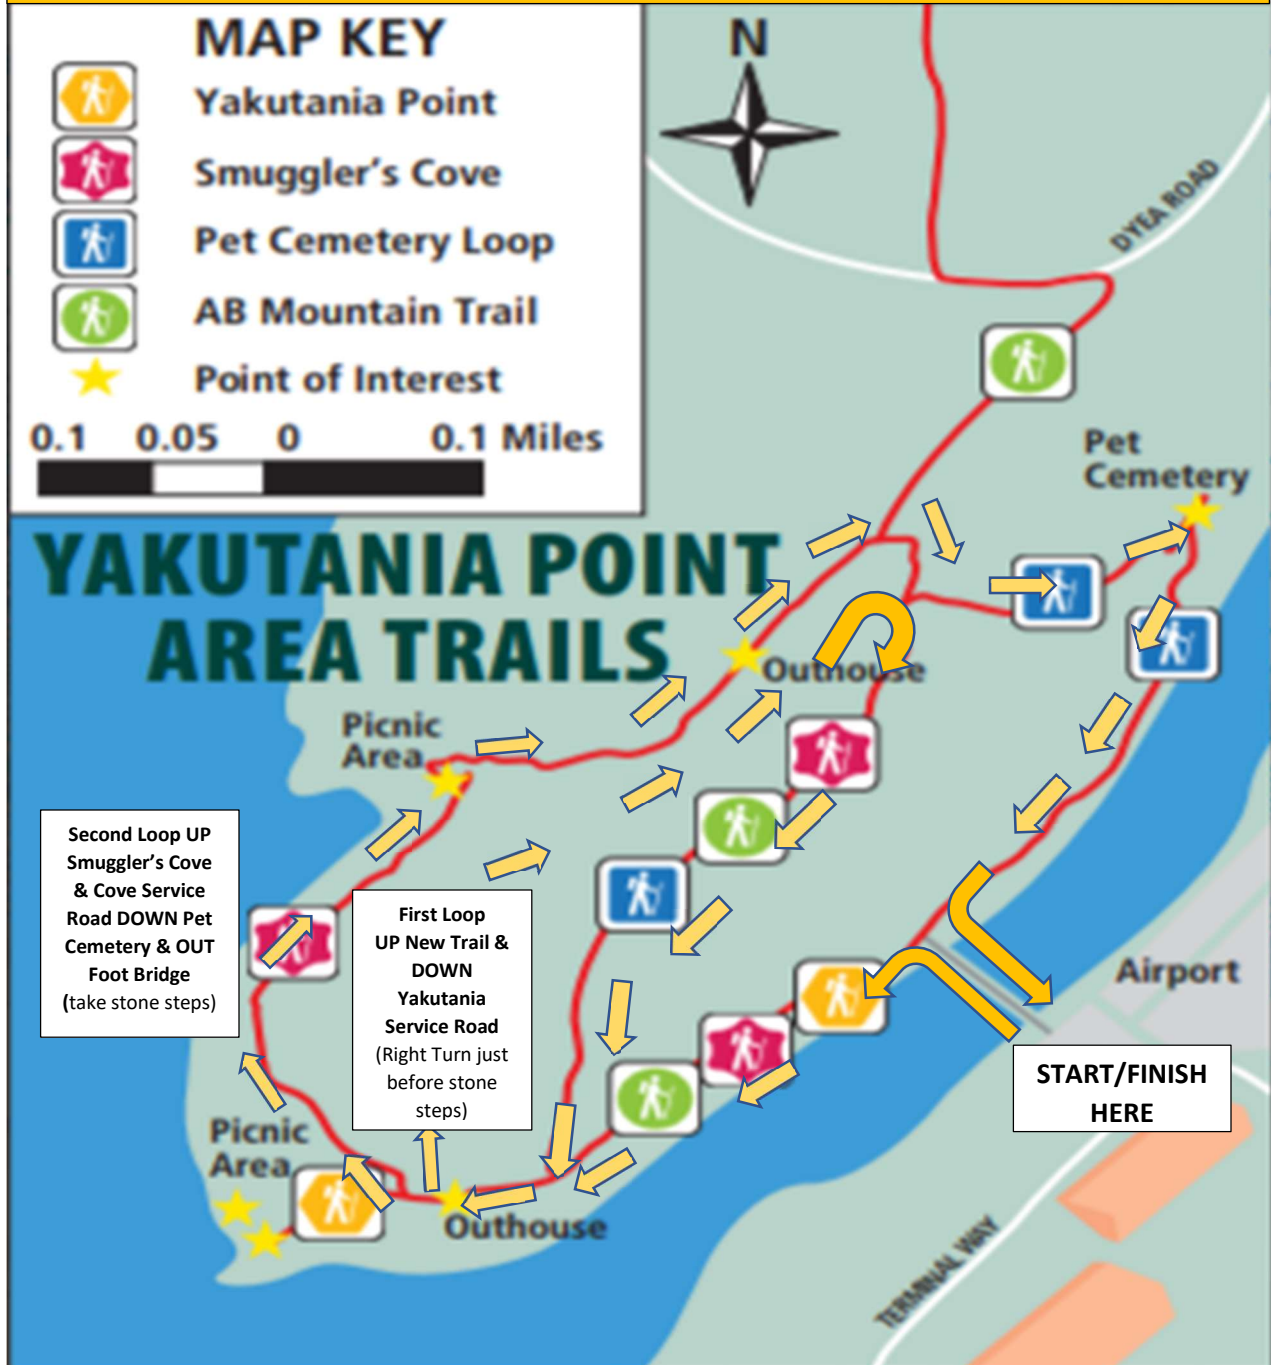 MAP KEY
Yakutania Point
Smuggler's Cove
Pet Cemetery Loop
AB Mountain Trail
Point of Interest
0.1 0.05 0 0.1 Miles
N
DYEA ROAD
Pet
Cemetery
YAKUTANIA POINT
AREA TRAILS
Outhouse
Picnic
Area
Second Loop UP
Smuggler's Cove
& Cove Service
Road DOWN Pet
Cemetery & OUT
Foot Bridge
(take stone steps)
First Loop
UP New Trail &
DOWN
Yakutania
Service Road
(Right Turn just
before stone
steps)
Airport
START/FINISH
HERE
Picnic
Area
Outhouse
TERMINAL WAY